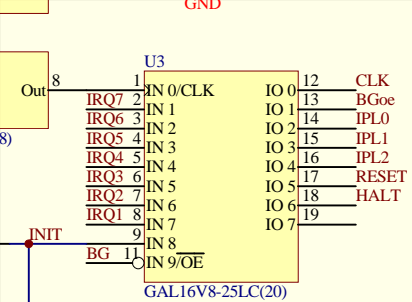 GND
U3
Out 8 1 IN 0/CLK IO 0 12 CLK
IRQ7 2 IN 1 IO 1 13 BGoe
IRQ6 3 IN 2 IO 2 14 IPL0
8) IRQ5 4 IN 3 IO 3 15 IPL1
IRQ4 5 IN 4 IO 4 16 IPL2
IRQ3 6 IN 5 IO 5 17 RESET
IRQ2 7 IN 6 IO 6 18 HALT
IRQ1 8 IN 7 IO 7 19
INIT 9 IN 8
BG 11 IN 9/OE
GAL16V8-25LC(20)